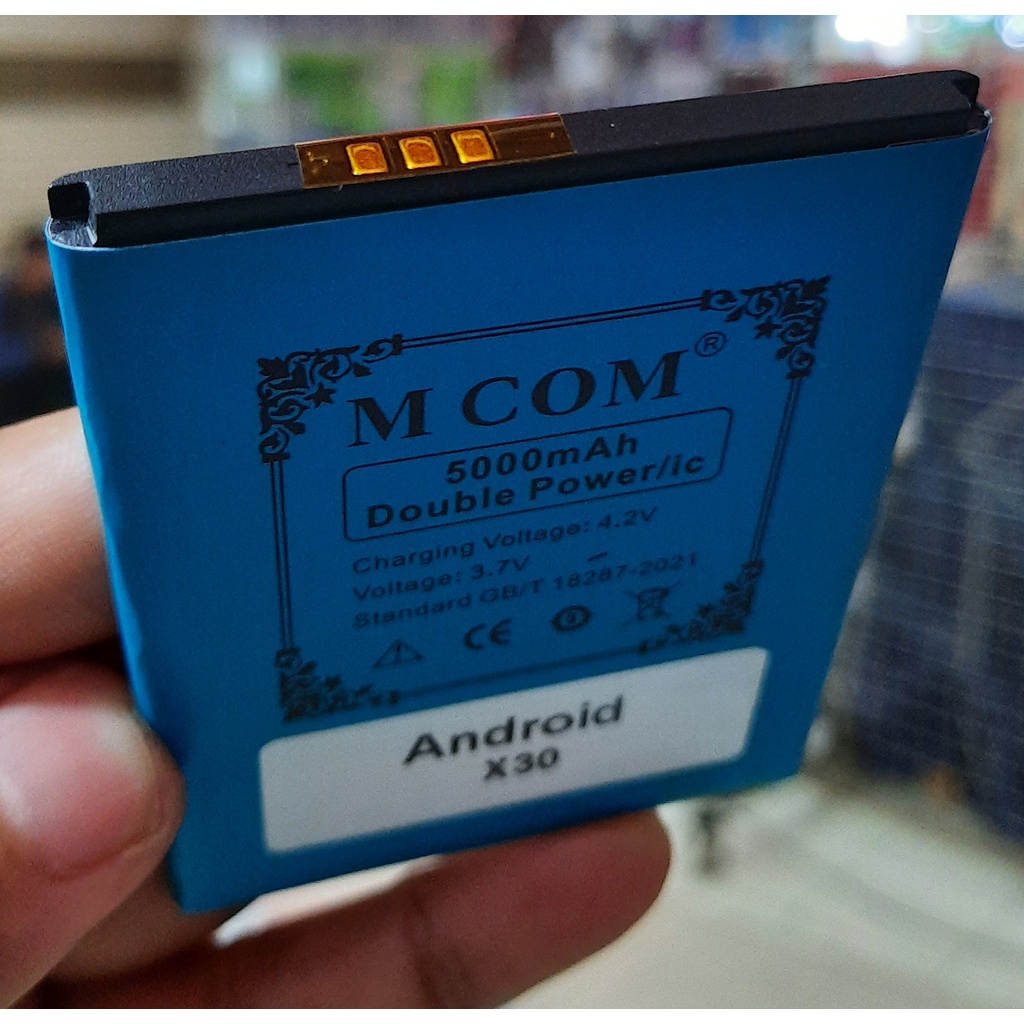 M COM ®
5000mAh
Double Power/ic
Charging Voltage: 4.2V
Voltage: 3.7V
Standard GB/T 18287-2021
CE
Android
X30